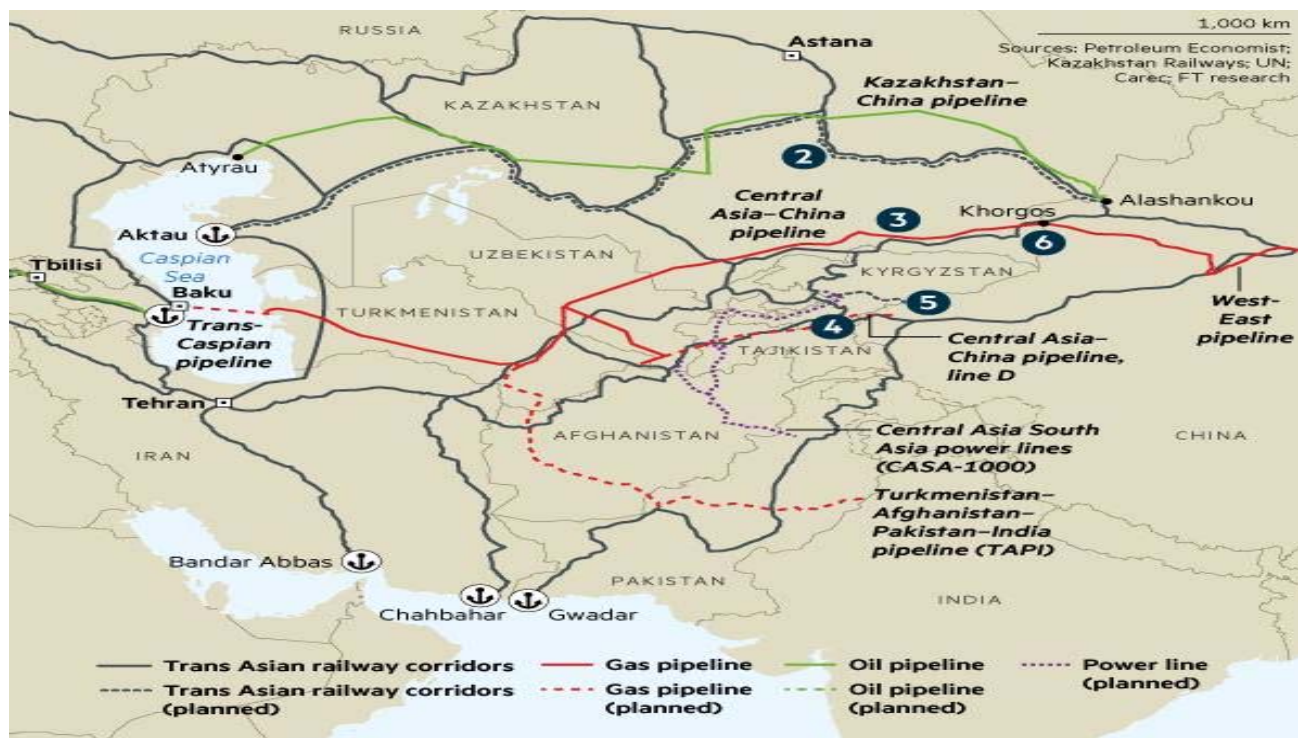 RUSSIA
1,000 km
Astana
Sources: Petroleum Economist;
Kazakhstan Railways; UN;
Carec; FT research
Kazakhstan–
China pipeline
KAZAKHSTAN
Atyrau
2
Central
Asia–China
pipeline
3
Khorgos
Alashankou
Aktau
6
Caspian
Sea
UZBEKISTAN
KYRGYZSTAN
Tbilisi
Baku
TURKMENISTAN
5
West-
East
pipeline
Trans-
Caspian
pipeline
4
TAJIKISTAN
Central Asia–
China pipeline,
line D
Tehran
AFGHANISTAN
Central Asia South
Asia power lines
(CASA-1000)
CHINA
IRAN
Turkmenistan–
Afghanistan–
Pakistan–India
pipeline (TAPI)
Bandar Abbas
PAKISTAN
INDIA
Chahbahar
Gwadar
Trans Asian railway corridors
Gas pipeline
Oil pipeline
Power line
(planned)
Trans Asian railway corridors
(planned)
Gas pipeline
(planned)
Oil pipeline
(planned)